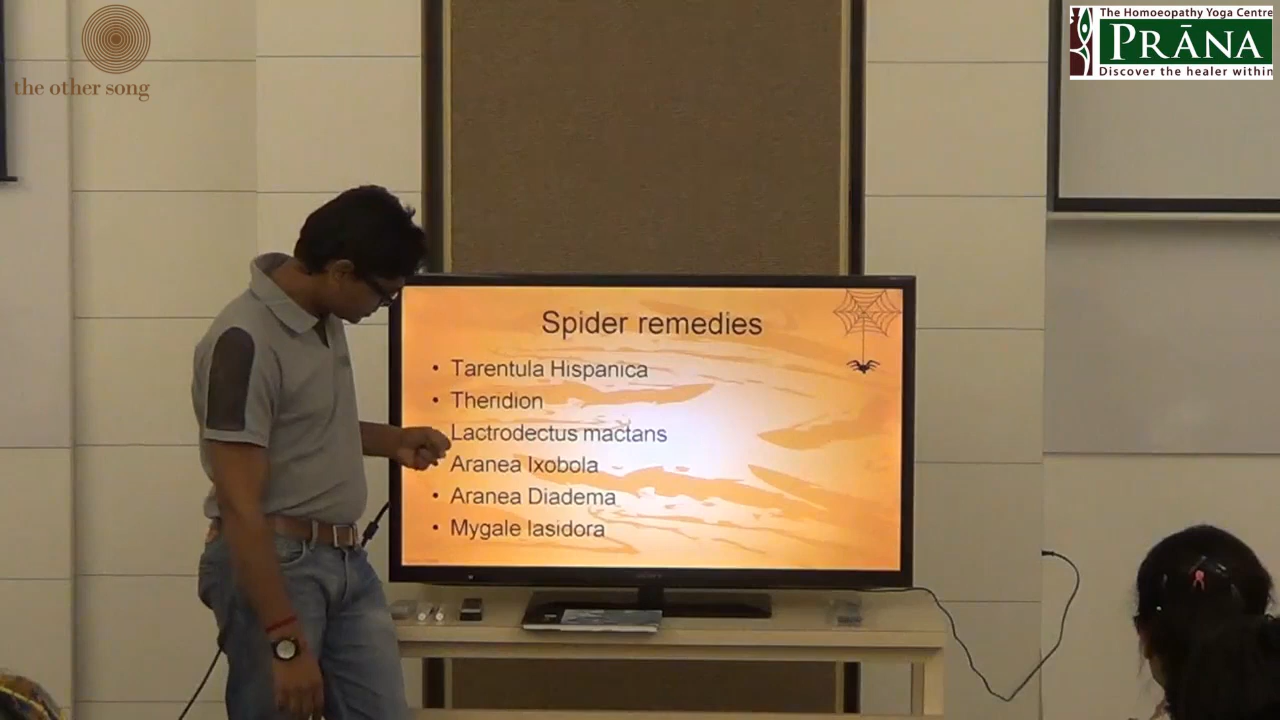 the other song
The Homoeopathy Yoga Centre
PRĀNA
Discover the healer within
Spider remedies
• Tarentula Hispanica
• Theridion
Lactrodectus mactans
Aranea Ixobola
• Aranea Diadema
• Mygale lasidora